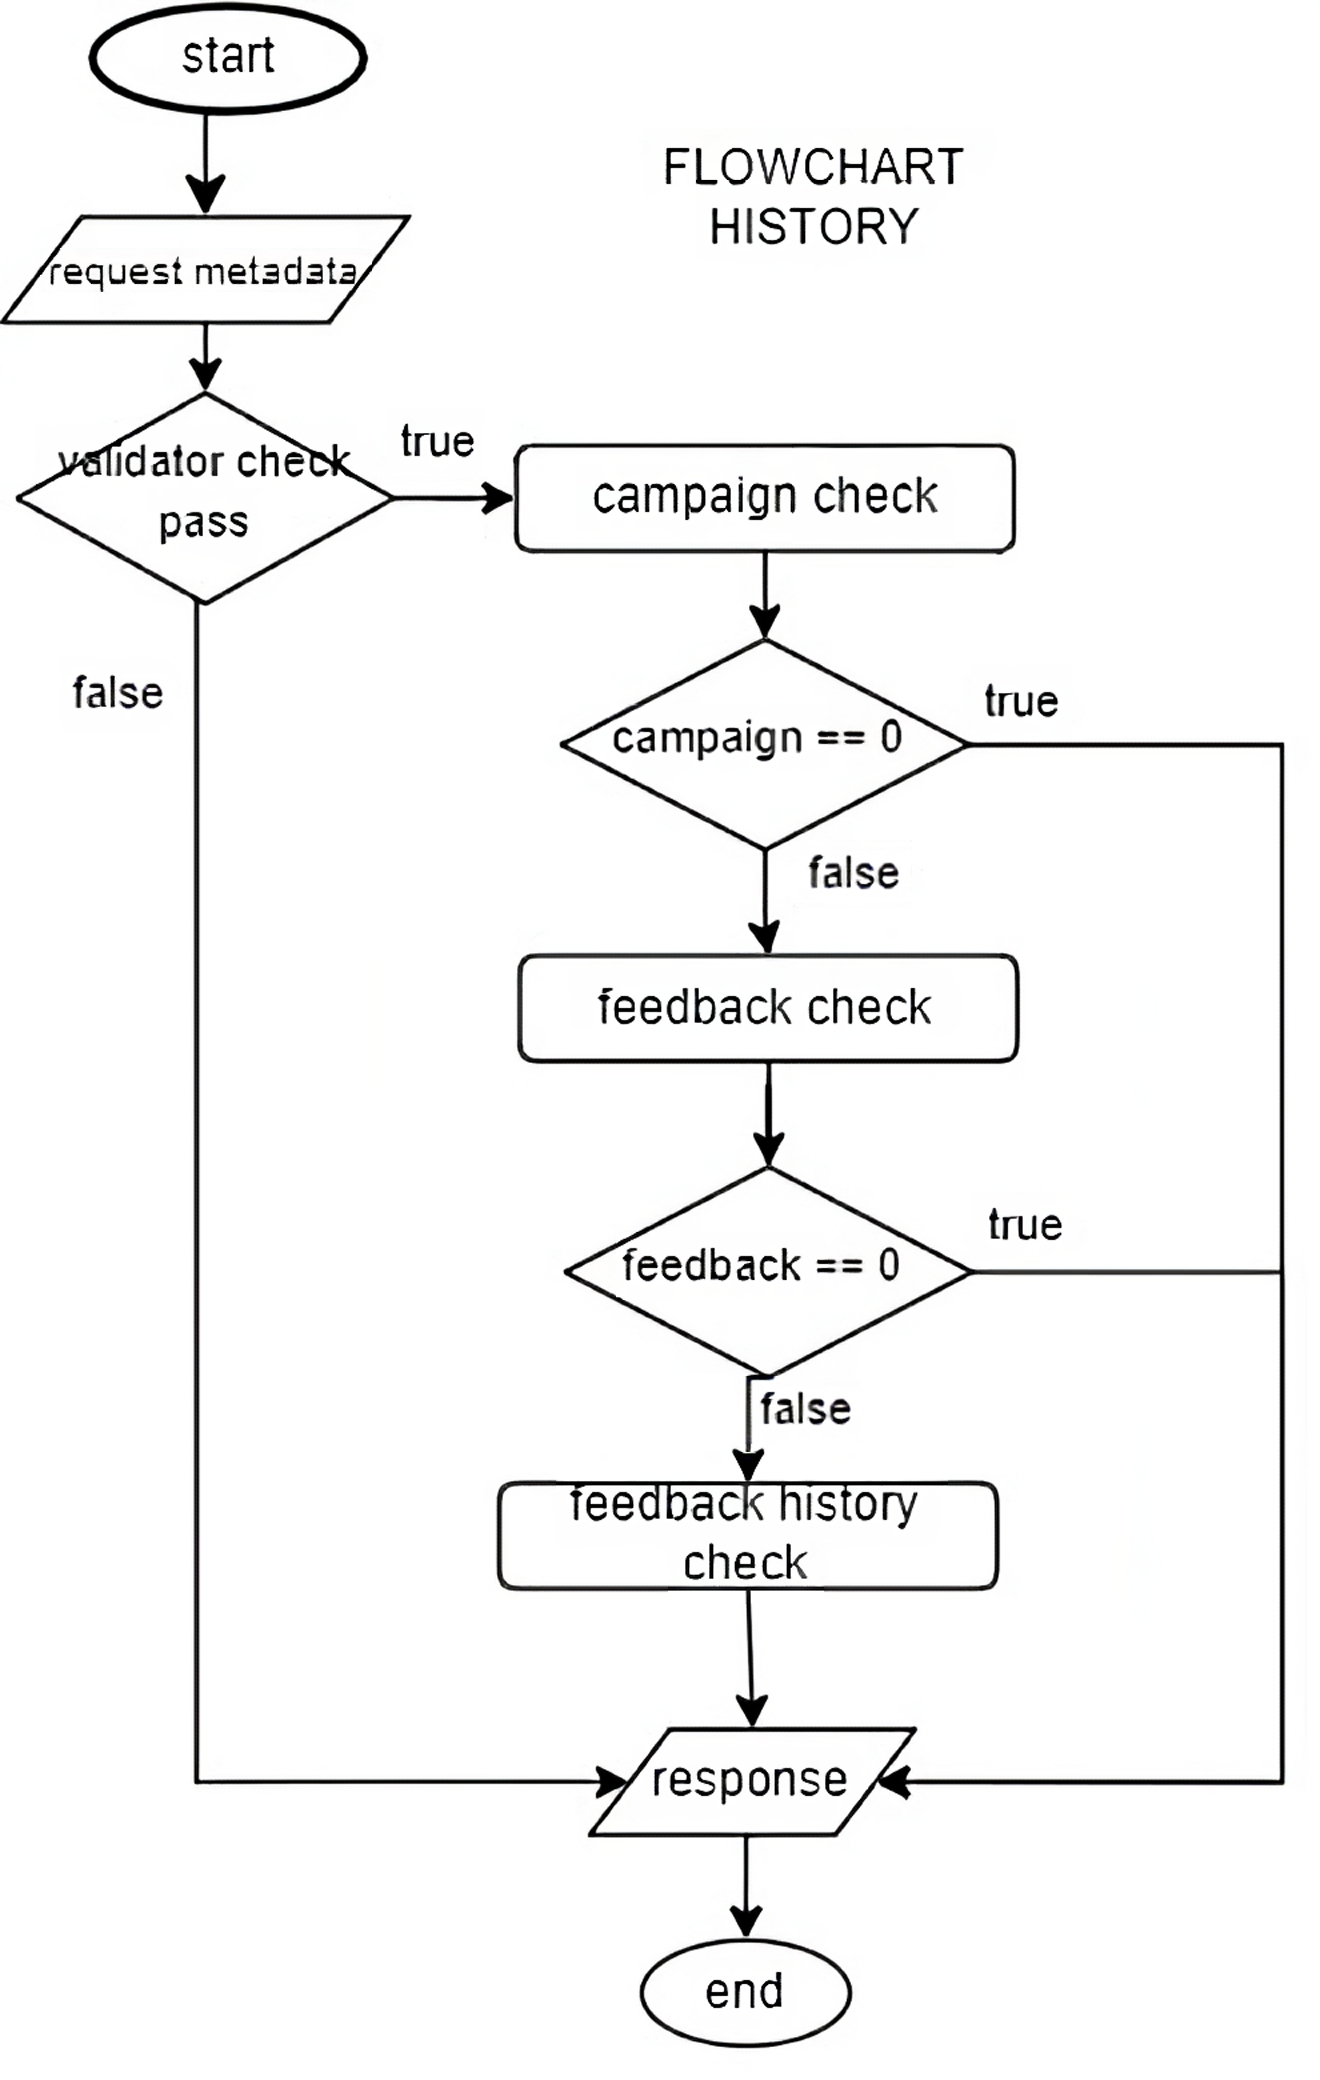 start
FLOWCHART
HISTORY
request metadata
validator check
pass
true
campaign check
false
campaign == 0
true
false
feedback check
feedback == 0
true
false
feedback history
check
response
end